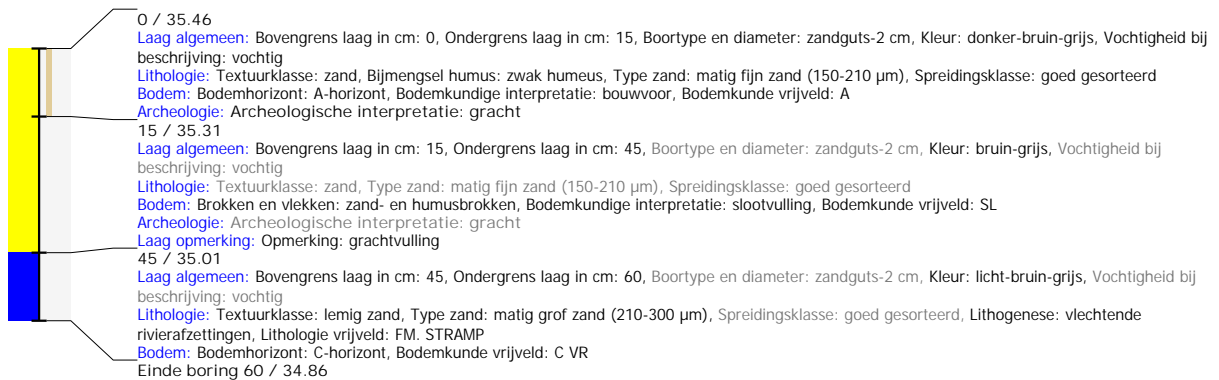 0 / 35.46
Laag algemeen: Bovengrens laag in cm: 0, Ondergrens laag in cm: 15, Boortype en diameter: zandguts-2 cm, Kleur: donker-bruin-grijs, Vochtigheid bij
beschrijving: vochtig
Lithologie: Textuurklasse: zand, Bijmengsel humus: zwak humeus, Type zand: matig fijn zand (150-210 µm), Spreidingsklasse: goed gesorteerd
Bodem: Bodemhorizont: A-horizont, Bodemkundige interpretatie: bouwvoor, Bodemkunde vrijveld: A
Archeologie: Archeologische interpretatie: gracht
15 / 35.31
Laag algemeen: Bovengrens laag in cm: 15, Ondergrens laag in cm: 45, Boortype en diameter: zandguts-2 cm, Kleur: bruin-grijs, Vochtigheid bij
beschrijving: vochtig
Lithologie: Textuurklasse: zand, Type zand: matig fijn zand (150-210 µm), Spreidingsklasse: goed gesorteerd
Bodem: Brokken en vlekken: zand- en humusbrokken, Bodemkundige interpretatie: slootvulling, Bodemkunde vrijveld: SL
Archeologie: Archeologische interpretatie: gracht
Laag opmerking: Opmerking: grachtvulling
45 / 35.01
Laag algemeen: Bovengrens laag in cm: 45, Ondergrens laag in cm: 60, Boortype en diameter: zandguts-2 cm, Kleur: licht-bruin-grijs, Vochtigheid bij
beschrijving: vochtig
Lithologie: Textuurklasse: lemig zand, Type zand: matig grof zand (210-300 µm), Spreidingsklasse: goed gesorteerd, Lithogenese: vlechtende
rivierafzettingen, Lithologie vrijveld: FM. STRAMP
Bodem: Bodemhorizont: C-horizont, Bodemkunde vrijveld: C VR
Einde boring 60 / 34.86